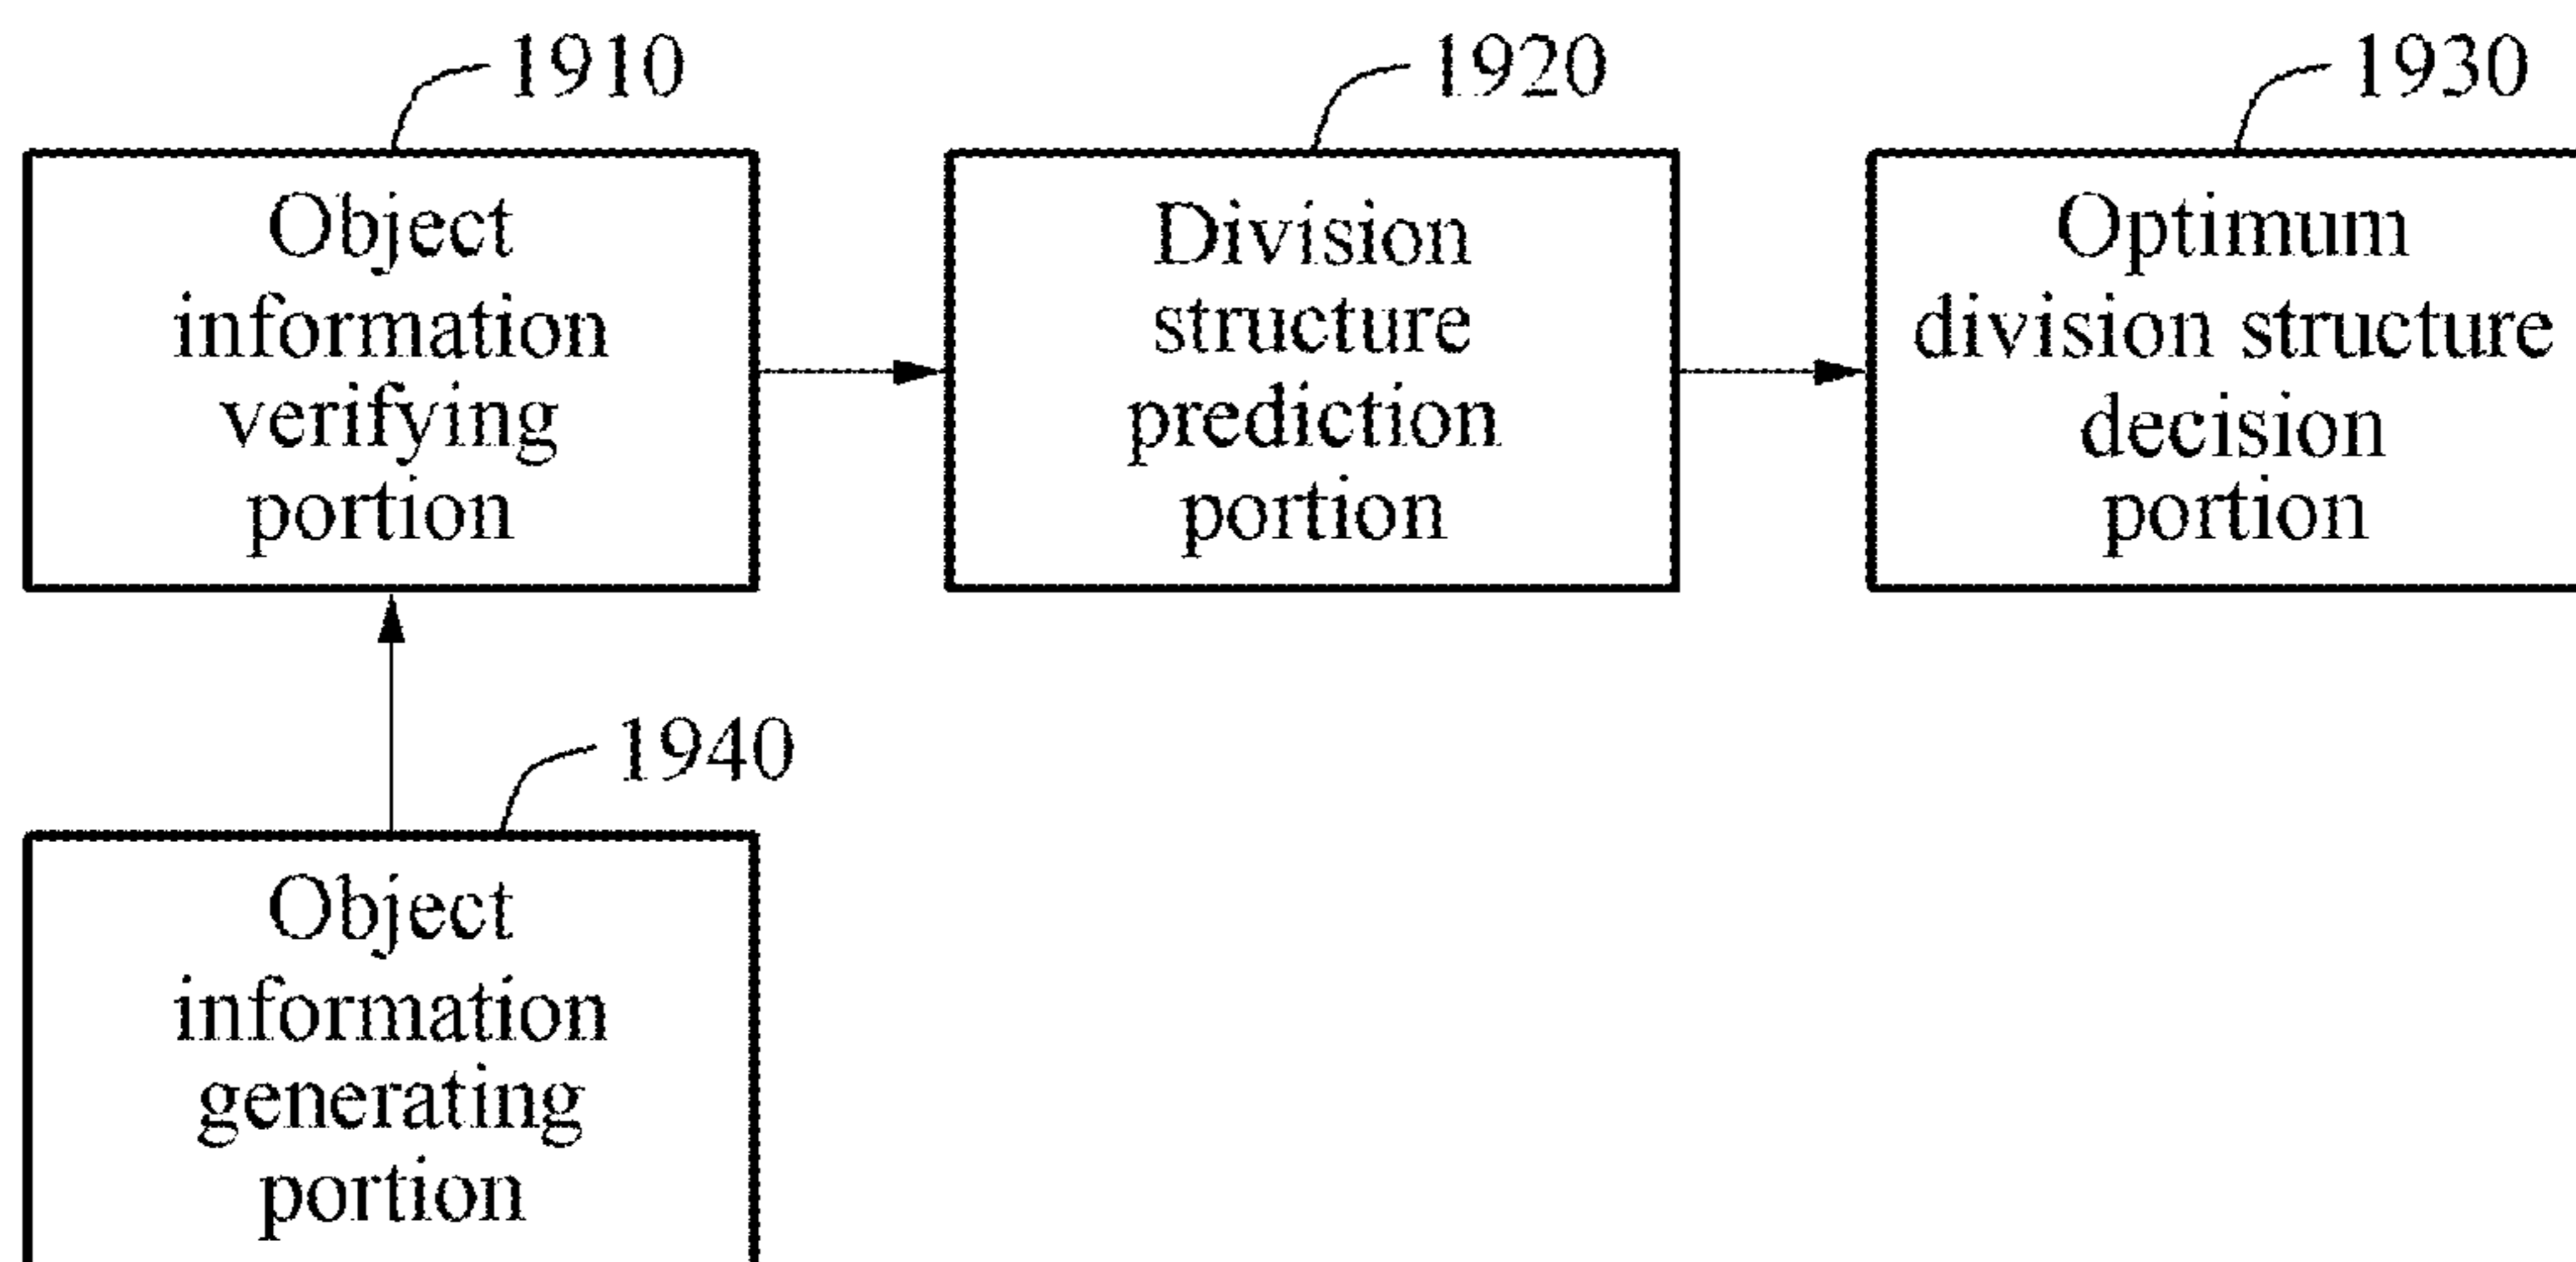 1910
Object
information
verifying
portion
1920
Division
structure
prediction
portion
1930
Optimum
division structure
decision
portion
1940
Object
information
generating
portion